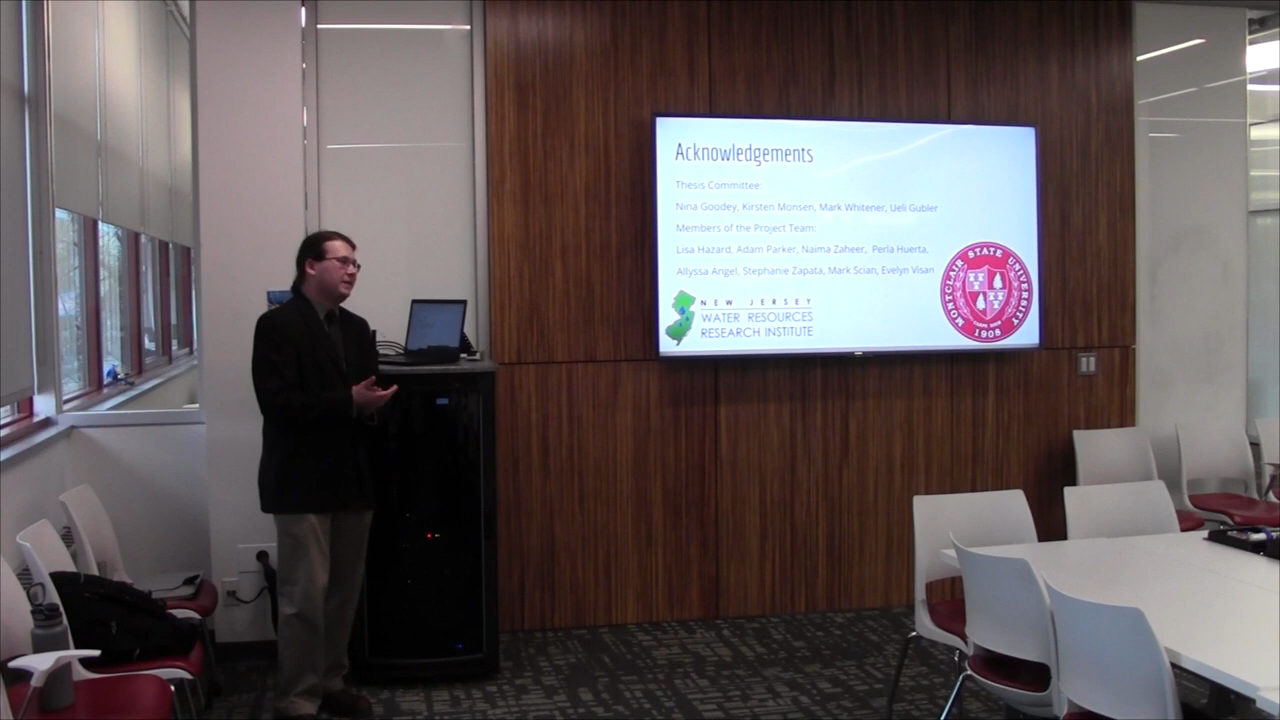 Acknowledgements
Thesis Committee:
Nina Goodey, Kirsten Monsen, Mark Whitener, Ueli Gubler
Members of the Project Team:
Lisa Hazard, Adam Parker, Naima Zaheer, Perla Huerta,
Allyssa Angel, Stephanie Zapata, Mark Scian, Evelyn Visan
NEW JERSEY
WATER RESOURCES
RESEARCH INSTITUTE
MONTCLAIR STATE UNIVERSITY
1908